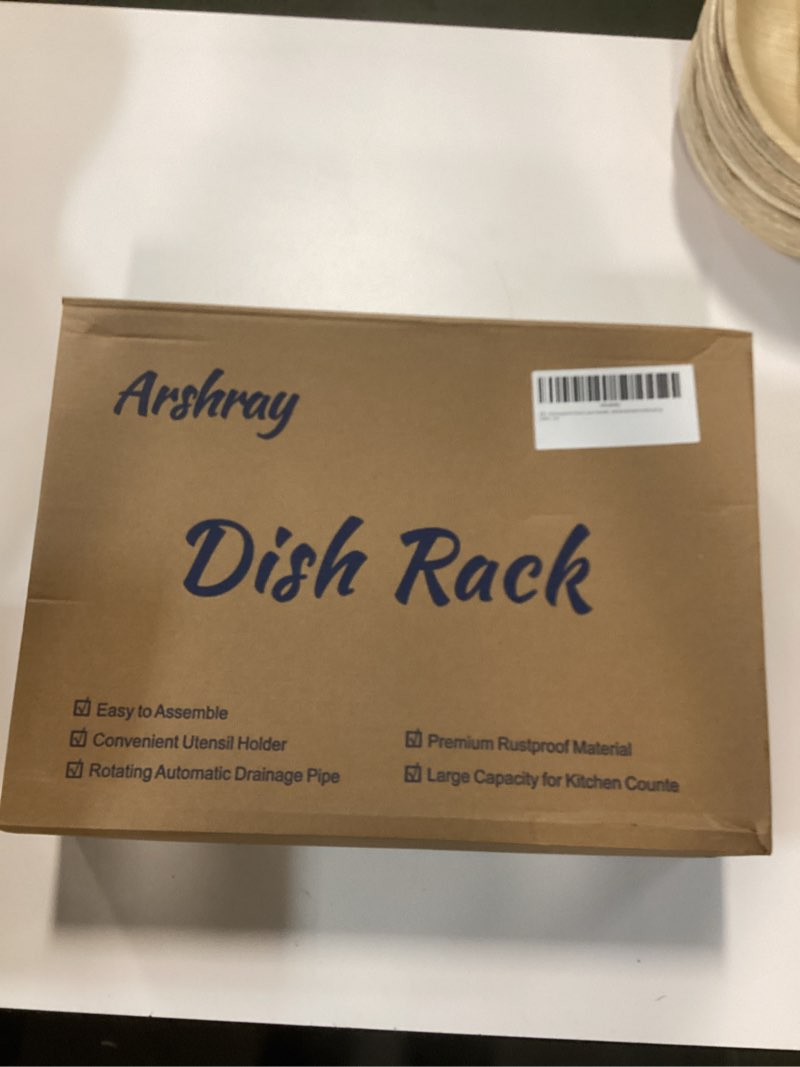 Arshray
Dish Rack
Easy to Assemble
Convenient Utensil Holder
Rotating Automatic Drainage Pipe
Premium Rustproof Material
Large Capacity for Kitchen Counte